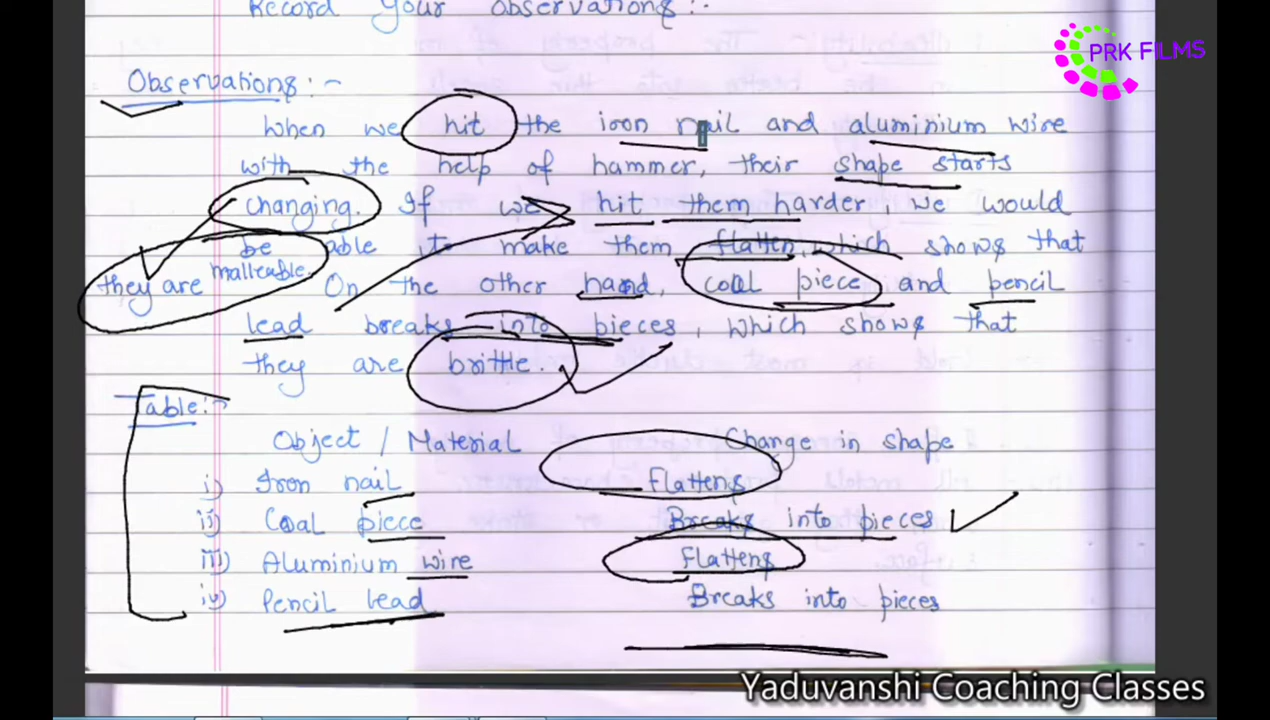 Record your observations:-
PRK FILMS
Observations:-
When we hit the iron nail and aluminium wire
with the help of hammer, their shape starts
changing. If we hit them harder, we would
be able to make them flatten, which shows that
they are malleable. On the other hand, coal piece and pencil
lead breaks into pieces, which shows that
they are brittle.
Table:-
Object / Material Change in shape
i) Iron nail Flattens
ii) Coal piece Breaks into pieces
iii) Aluminium wire Flattens
iv) Pencil lead Breaks into pieces
Yaduvanshi Coaching Classes